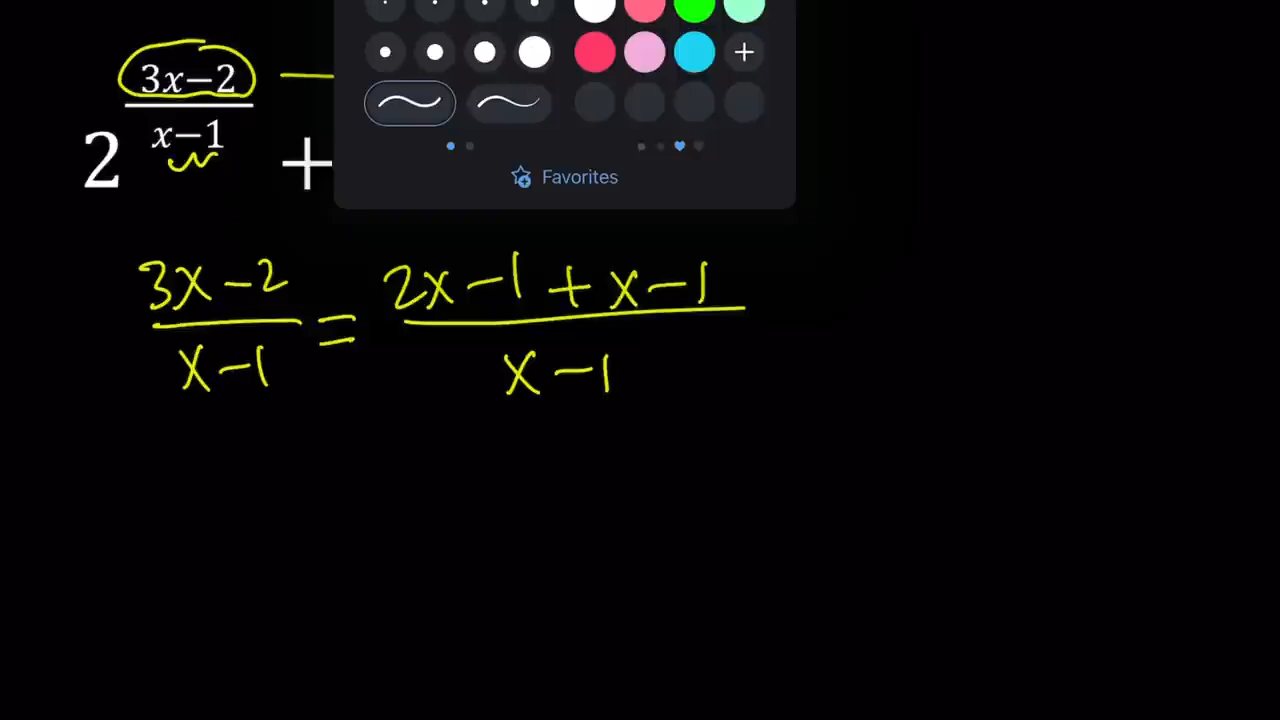 3x−2
x−1
2 +
Favorites
3x−2 = 2x−1+x−1
x−1 x−1